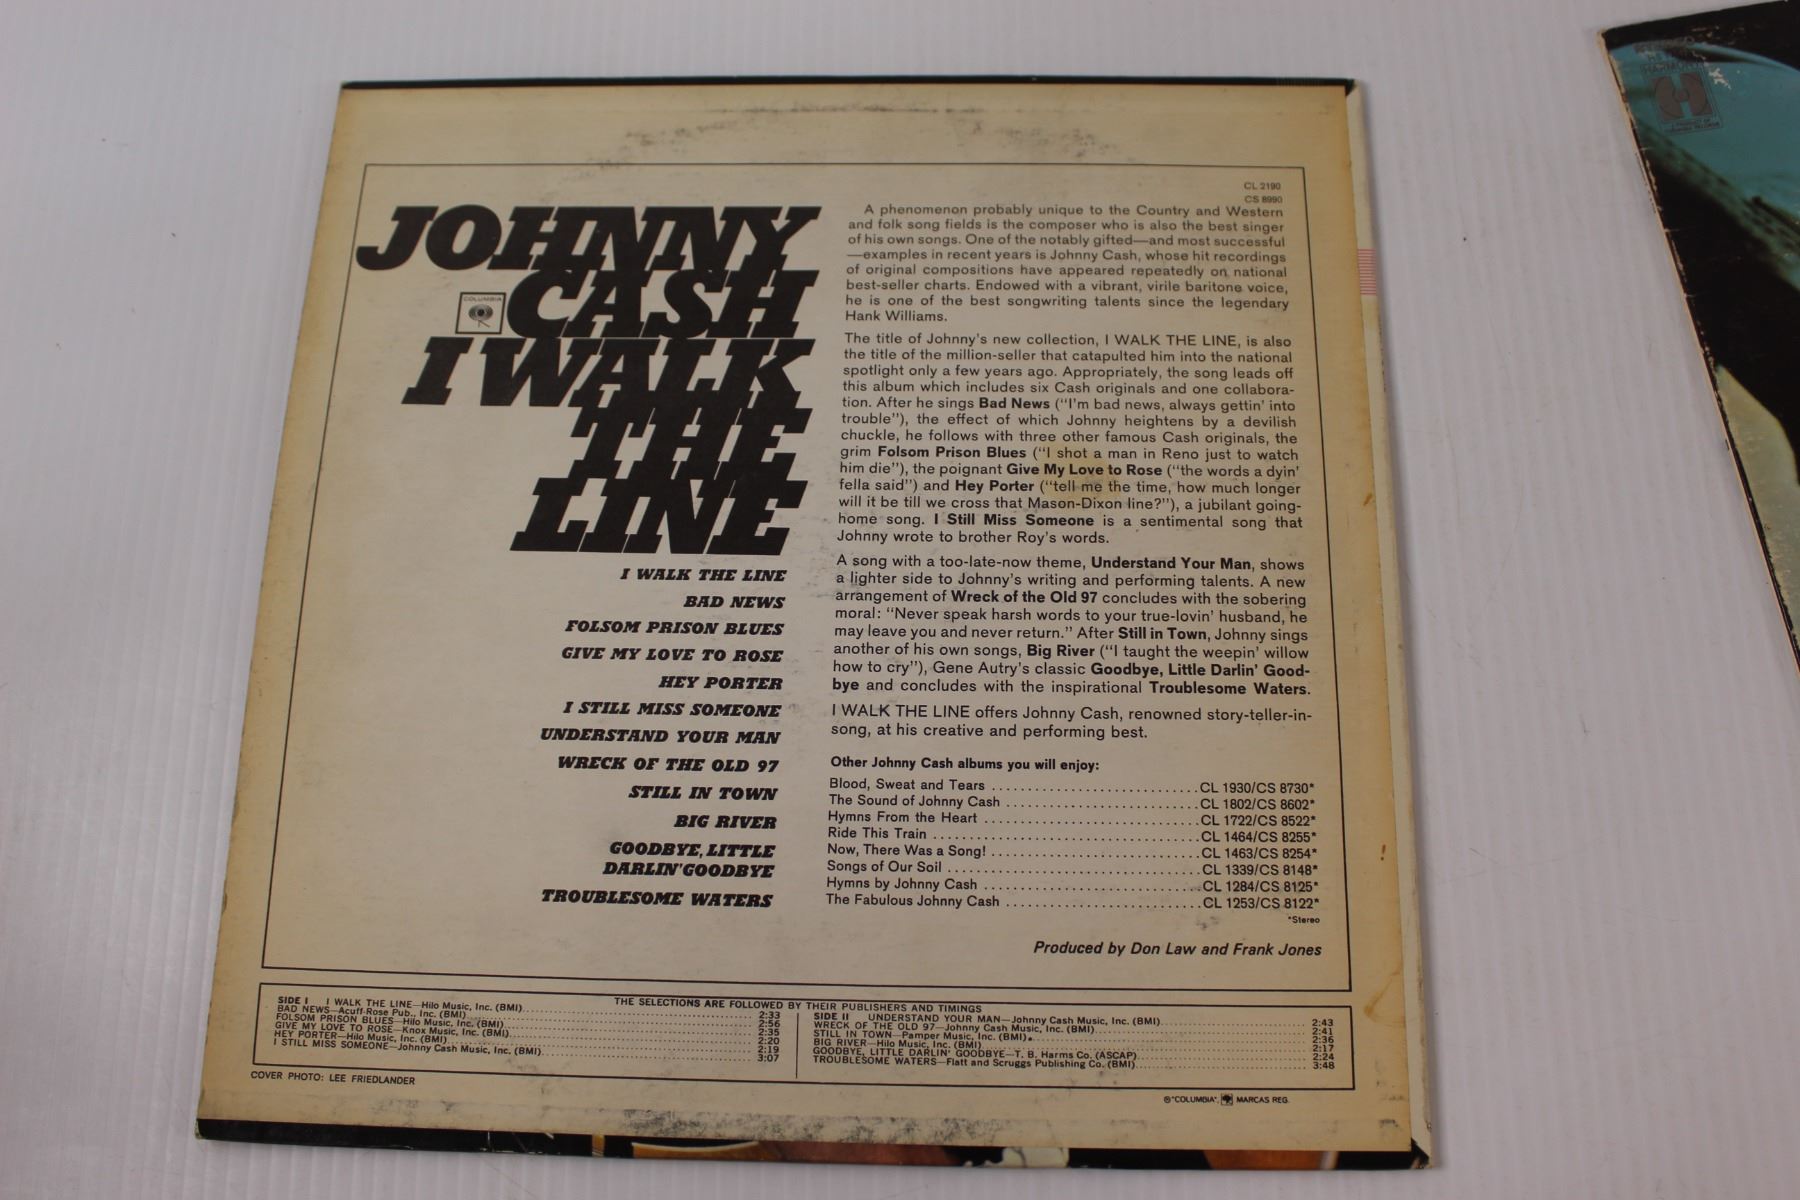 CL 2190
CS 8990
JOHNNY
CASH
COLUMBIA
I WALK
THE
LINE
I WALK THE LINE
BAD NEWS
FOLSOM PRISON BLUES
GIVE MY LOVE TO ROSE
HEY PORTER
I STILL MISS SOMEONE
UNDERSTAND YOUR MAN
WRECK OF THE OLD 97
STILL IN TOWN
BIG RIVER
GOODBYE, LITTLE
DARLIN' GOODBYE
TROUBLESOME WATERS
A phenomenon probably unique to the Country and Western
and folk song fields is the composer who is also the best singer
of his own songs. One of the notably gifted—and most successful
—examples in recent years is Johnny Cash, whose hit recordings
of original compositions have appeared repeatedly on national
best-seller charts. Endowed with a vibrant, virile baritone voice,
he is one of the best songwriting talents since the legendary
Hank Williams.
The title of Johnny's new collection, I WALK THE LINE, is also
the title of the million-seller that catapulted him into the national
spotlight only a few years ago. Appropriately, the song leads off
this album which includes six Cash originals and one collabora-
tion. After he sings Bad News ("I'm bad news, always gettin' into
trouble"), the effect of which Johnny heightens by a devilish
chuckle, he follows with three other famous Cash originals, the
grim Folsom Prison Blues ("I shot a man in Reno just to watch
him die"), the poignant Give My Love to Rose ("the words a dyin'
fella said") and Hey Porter ("tell me the time, how much longer
will it be till we cross that Mason-Dixon line?"), a jubilant going-
home song. I Still Miss Someone is a sentimental song that
Johnny wrote to brother Roy's words.
A song with a too-late-now theme, Understand Your Man, shows
a lighter side to Johnny's writing and performing talents. A new
arrangement of Wreck of the Old 97 concludes with the sobering
moral: "Never speak harsh words to your true-lovin' husband, he
may leave you and never return." After Still in Town, Johnny sings
another of his own songs, Big River ("I taught the weepin' willow
how to cry"), Gene Autry's classic Goodbye, Little Darlin' Good-
bye and concludes with the inspirational Troublesome Waters.
I WALK THE LINE offers Johnny Cash, renowned story-teller-in-
song, at his creative and performing best.
Other Johnny Cash albums you will enjoy:
Blood, Sweat and Tears ........................... CL 1930/CS 8730*
The Sound of Johnny Cash ........................ CL 1802/CS 8602*
Hymns From the Heart ........................... CL 1722/CS 8522*
Ride This Train ................................. CL 1464/CS 8255*
Now, There Was a Song! .......................... CL 1463/CS 8254*
Songs of Our Soil ............................... CL 1339/CS 8148*
Hymns by Johnny Cash ........................... CL 1284/CS 8125*
The Fabulous Johnny Cash ........................ CL 1253/CS 8122*
*Stereo
Produced by Don Law and Frank Jones
THE SELECTIONS ARE FOLLOWED BY THEIR PUBLISHERS AND TIMINGS
SIDE I I WALK THE LINE—Hilo Music, Inc. (BMI) 2:33
BAD NEWS—Acuff-Rose Pub., Inc. (BMI) 2:56
FOLSOM PRISON BLUES—Hilo Music, Inc. (BMI) 2:35
GIVE MY LOVE TO ROSE—Knox Music, Inc. (BMI) 2:20
HEY PORTER—Hilo Music, Inc. (BMI) 2:19
I STILL MISS SOMEONE—Johnny Cash Music, Inc. (BMI) 3:07
SIDE II UNDERSTAND YOUR MAN—Johnny Cash Music, Inc. (BMI) 2:43
WRECK OF THE OLD 97—Johnny Cash Music, Inc. (BMI) 2:41
STILL IN TOWN—Pamper Music, Inc. (BMI) 2:36
BIG RIVER—Hilo Music, Inc. (BMI) 2:17
GOODBYE, LITTLE DARLIN' GOODBYE—T. B. Harms Co. (ASCAP) 2:24
TROUBLESOME WATERS—Flatt and Scruggs Publishing Co. (BMI) 3:48
COVER PHOTO: LEE FRIEDLANDER
® "COLUMBIA", MARCAS REG.
HARMONY